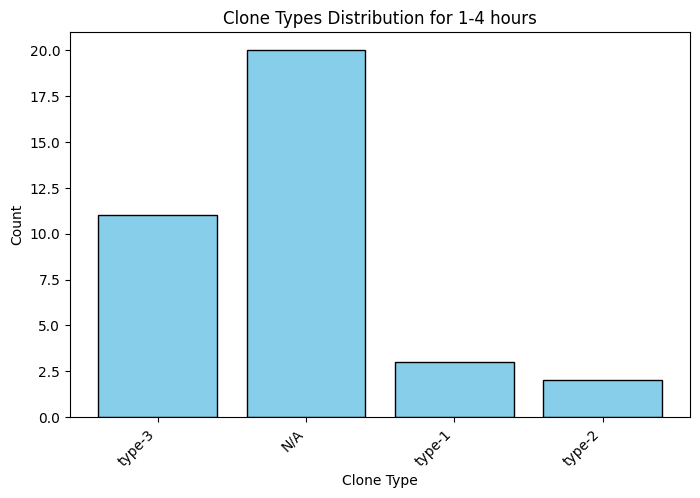 Clone Types Distribution for 1-4 hours
20.0
17.5
15.0
12.5
10.0
7.5
5.0
2.5
0.0
Count
type-3
N/A
type-1
type-2
Clone Type